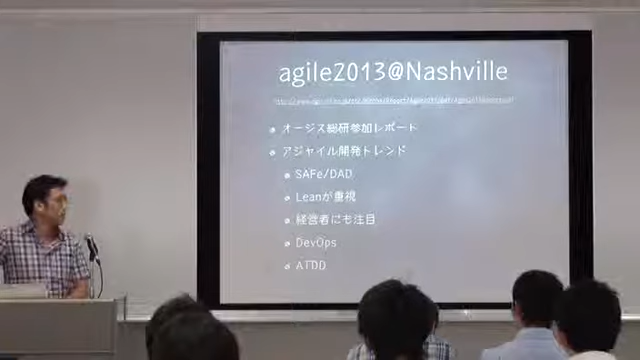 agile2013@Nashville
オージス総研参加レポート
アジャイル開発トレンド
SAFe/DAD
Leanが重視
経営者にも注目
DevOps
ATDD